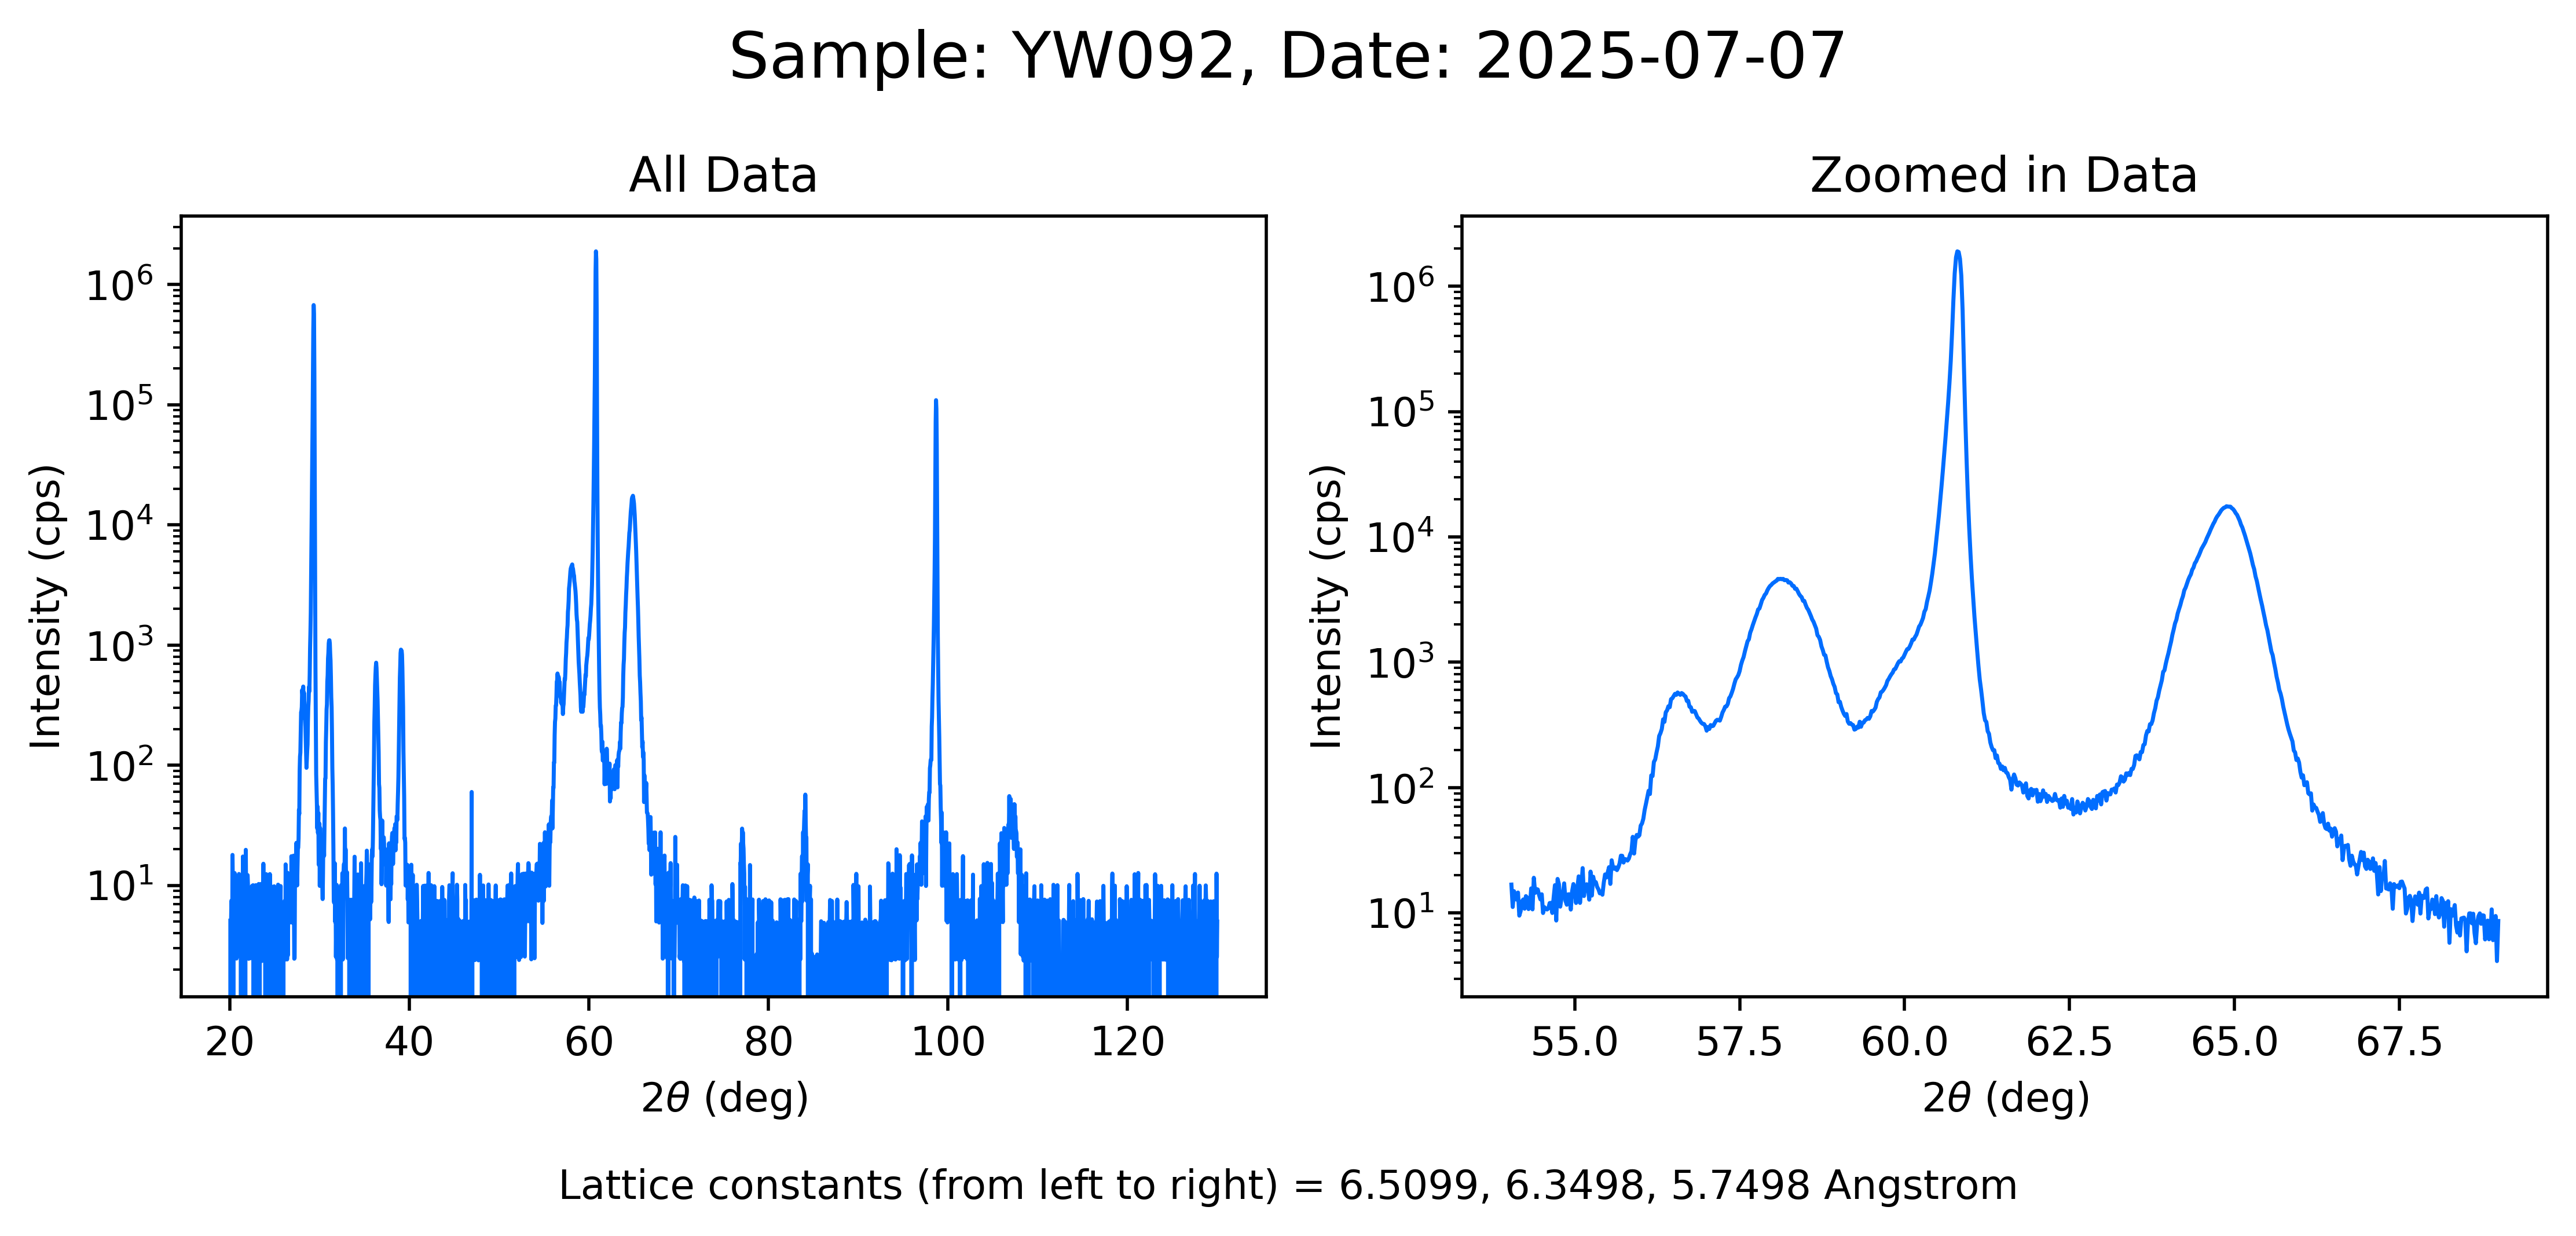 Sample: YW092, Date: 2025-07-07
All Data
Intensity (cps)
10⁶
10⁵
10⁴
10³
10²
10¹
20 40 60 80 100 120
2θ (deg)
Zoomed in Data
Intensity (cps)
10⁶
10⁵
10⁴
10³
10²
10¹
55.0 57.5 60.0 62.5 65.0 67.5
2θ (deg)
Lattice constants (from left to right) = 6.5099, 6.3498, 5.7498 Angstrom